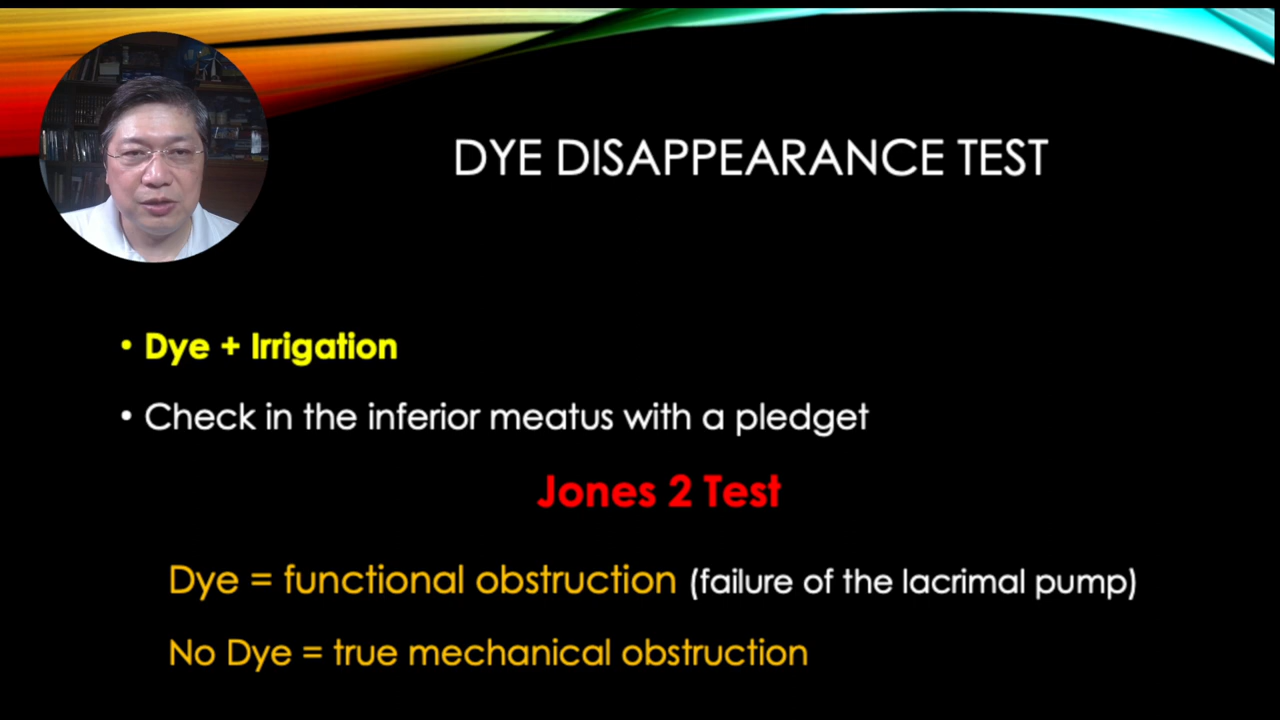 DYE DISAPPEARANCE TEST
• Dye + Irrigation
• Check in the inferior meatus with a pledget
Jones 2 Test
Dye = functional obstruction (failure of the lacrimal pump)
No Dye = true mechanical obstruction